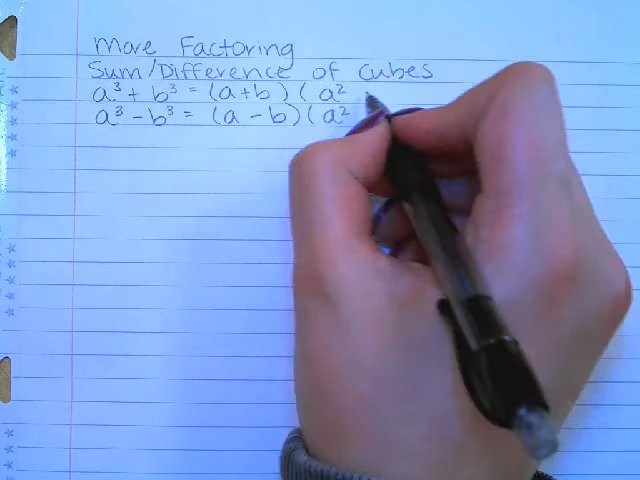 More Factoring
Sum/Difference of Cubes
a³ + b³ = (a+b) ( a²
a³ - b³ = (a - b) ( a²